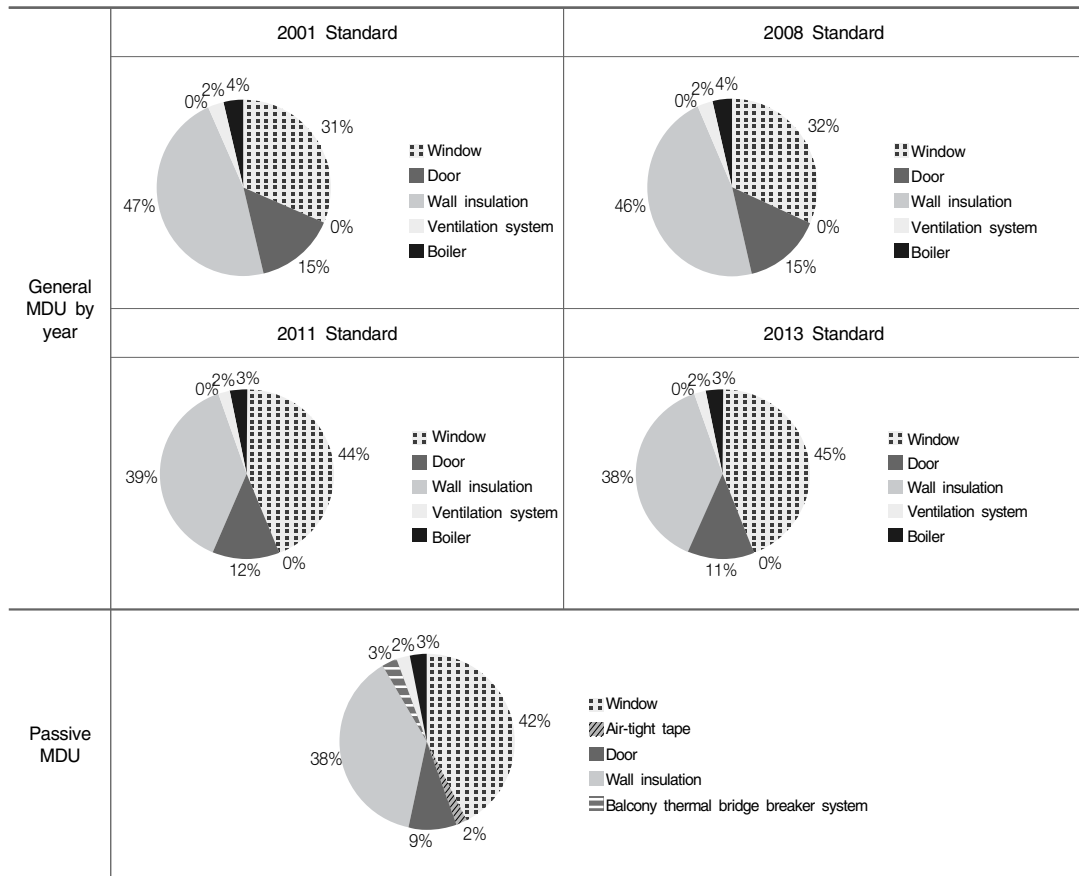 2001 Standard
2008 Standard
General
MDU by
year
0%
2%
4%
31%
0%
15%
47%
Window
Door
Wall insulation
Ventilation system
Boiler
0%
2%
4%
32%
0%
15%
46%
Window
Door
Wall insulation
Ventilation system
Boiler
2011 Standard
2013 Standard
0%
2%
3%
44%
0%
12%
39%
Window
Door
Wall insulation
Ventilation system
Boiler
0%
2%
3%
45%
0%
11%
38%
Window
Door
Wall insulation
Ventilation system
Boiler
Passive
MDU
3%
2%
3%
42%
2%
9%
38%
Window
Air-tight tape
Door
Wall insulation
Balcony thermal bridge breaker system